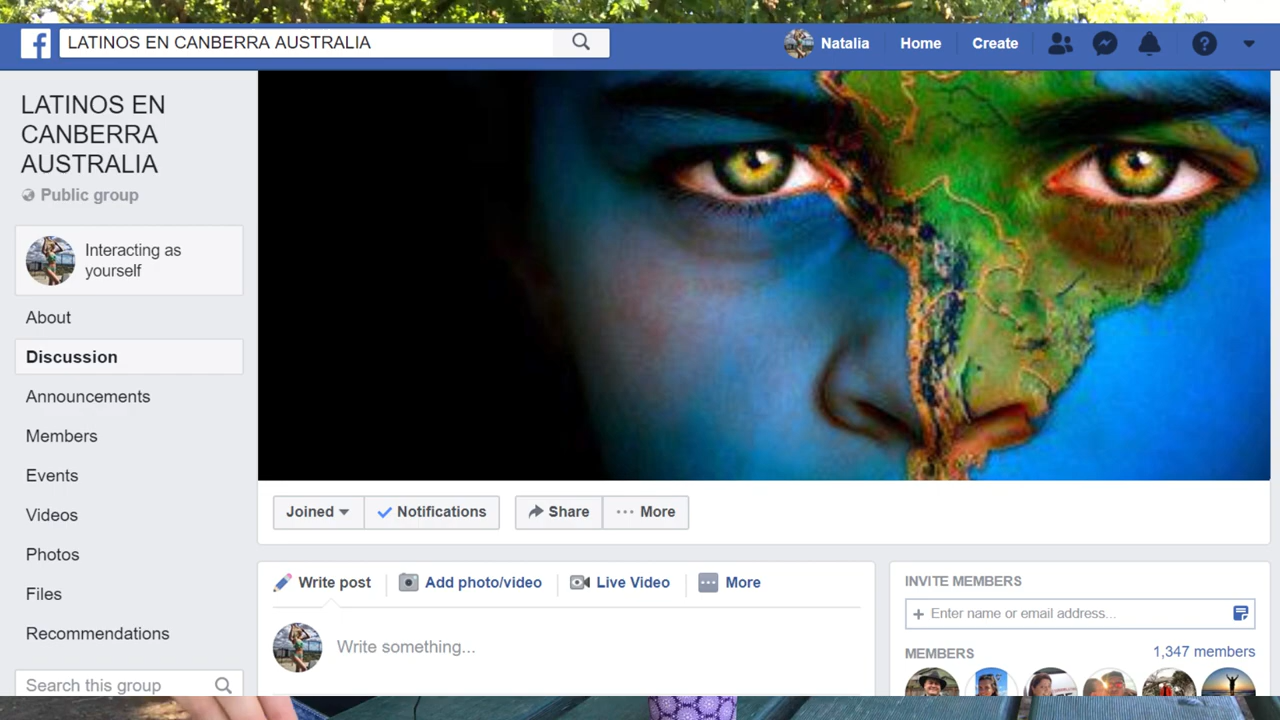 LATINOS EN CANBERRA AUSTRALIA
Natalia
Home
Create
LATINOS EN
CANBERRA
AUSTRALIA
Public group
Interacting as
yourself
About
Discussion
Announcements
Members
Events
Videos
Photos
Files
Recommendations
Search this group
Joined
Notifications
Share
More
Write post
Add photo/video
Live Video
More
Write something...
INVITE MEMBERS
+ Enter name or email address...
MEMBERS
1,347 members